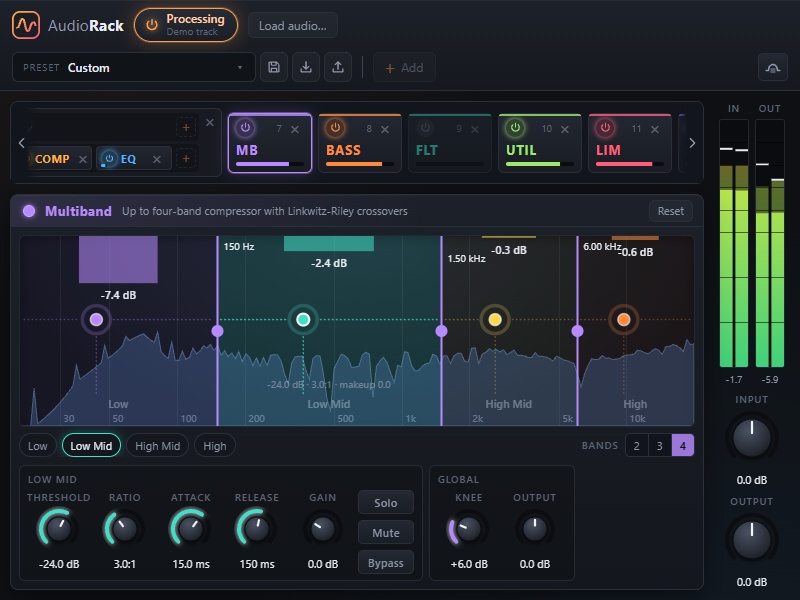 AudioRack
Processing
Demo track
Load audio...
PRESET Custom
+ Add
IN OUT
COMP
EQ
7
MB
8
BASS
9
FLT
10
UTIL
11
LIM
Multiband Up to four-band compressor with Linkwitz-Riley crossovers
Reset
150 Hz
1.50 kHz
6.00 kHz
-7.4 dB
-2.4 dB
-0.3 dB
-0.6 dB
-24.0 dB · 3.0:1 · makeup 0.0
Low
Low Mid
High Mid
High
30 50 100 200 500 1k 2k 5k 10k
-1.7 -5.9
INPUT
0.0 dB
OUTPUT
0.0 dB
Low Low Mid High Mid High
BANDS 2 3 4
LOW MID
THRESHOLD RATIO ATTACK RELEASE GAIN
-24.0 dB 3.0:1 15.0 ms 150 ms 0.0 dB
Solo
Mute
Bypass
GLOBAL
KNEE OUTPUT
+6.0 dB 0.0 dB